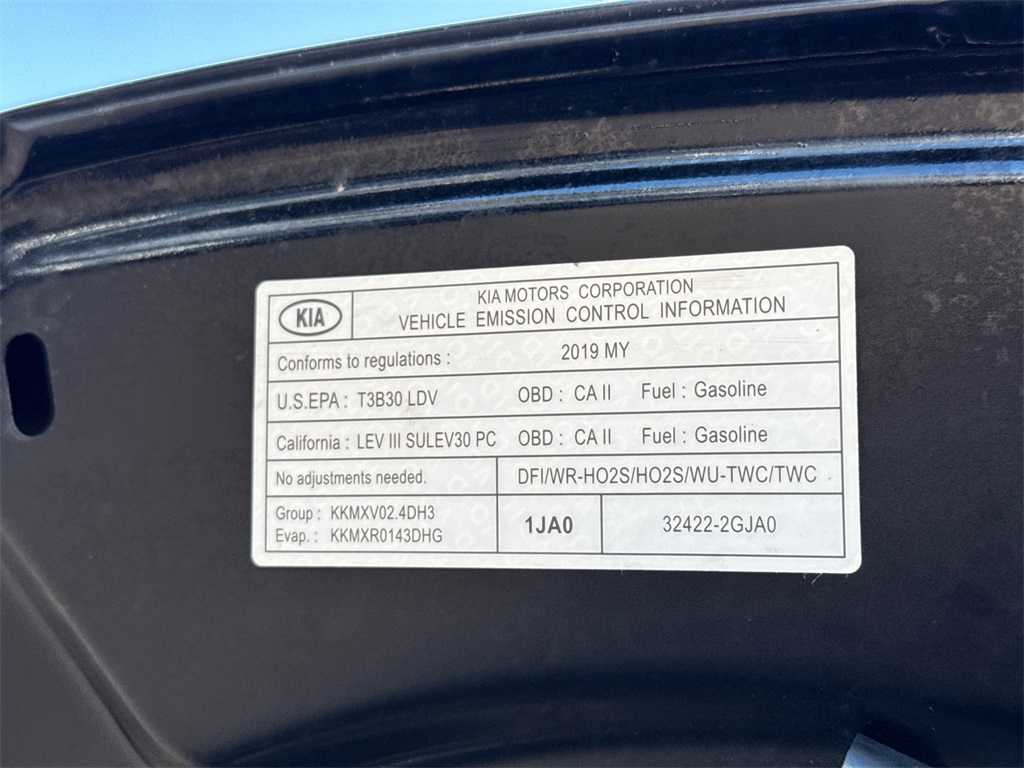 KIA
KIA MOTORS CORPORATION
VEHICLE EMISSION CONTROL INFORMATION
Conforms to regulations : 2019 MY
U.S.EPA : T3B30 LDV OBD : CA II Fuel : Gasoline
California : LEV III SULEV30 PC OBD : CA II Fuel : Gasoline
No adjustments needed. DFI/WR-HO2S/HO2S/WU-TWC/TWC
Group : KKMXV02.4DH3
Evap. : KKMXR0143DHG
1JA0 32422-2GJA0